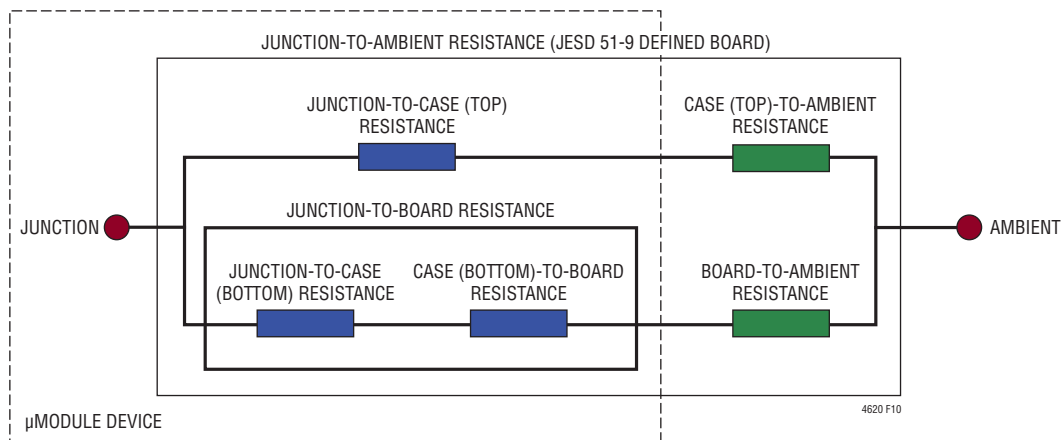 JUNCTION-TO-AMBIENT RESISTANCE (JESD 51-9 DEFINED BOARD)
JUNCTION-TO-CASE (TOP)
RESISTANCE
CASE (TOP)-TO-AMBIENT
RESISTANCE
JUNCTION-TO-BOARD RESISTANCE
JUNCTION
AMBIENT
JUNCTION-TO-CASE
(BOTTOM) RESISTANCE
CASE (BOTTOM)-TO-BOARD
RESISTANCE
BOARD-TO-AMBIENT
RESISTANCE
4620 F10
µMODULE DEVICE